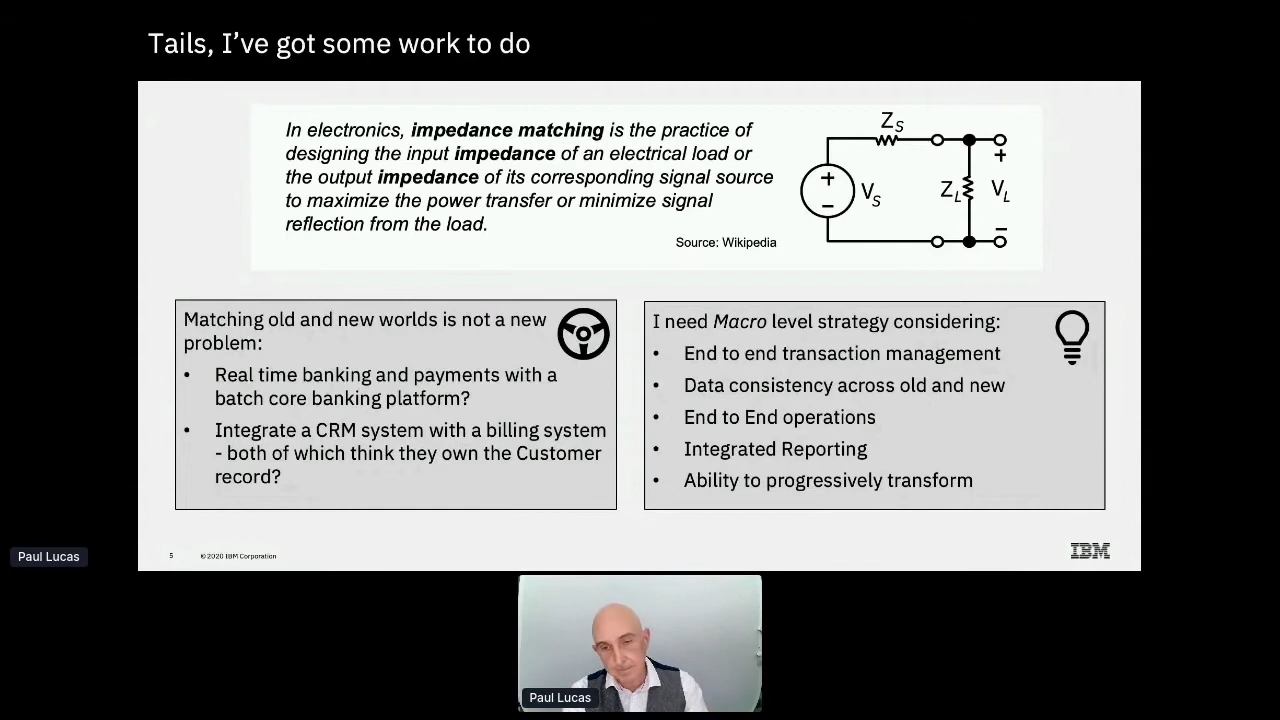 Tails, I’ve got some work to do
In electronics, impedance matching is the practice of
designing the input impedance of an electrical load or
the output impedance of its corresponding signal source
to maximize the power transfer or minimize signal
reflection from the load.
Source: Wikipedia
ZS
+
−
VS
ZL
+
VL
−
Matching old and new worlds is not a new
problem:
• Real time banking and payments with a
batch core banking platform?
• Integrate a CRM system with a billing system
- both of which think they own the Customer
record?
I need Macro level strategy considering:
• End to end transaction management
• Data consistency across old and new
• End to End operations
• Integrated Reporting
• Ability to progressively transform
5
© 2020 IBM Corporation
IBM
Paul Lucas
Paul Lucas